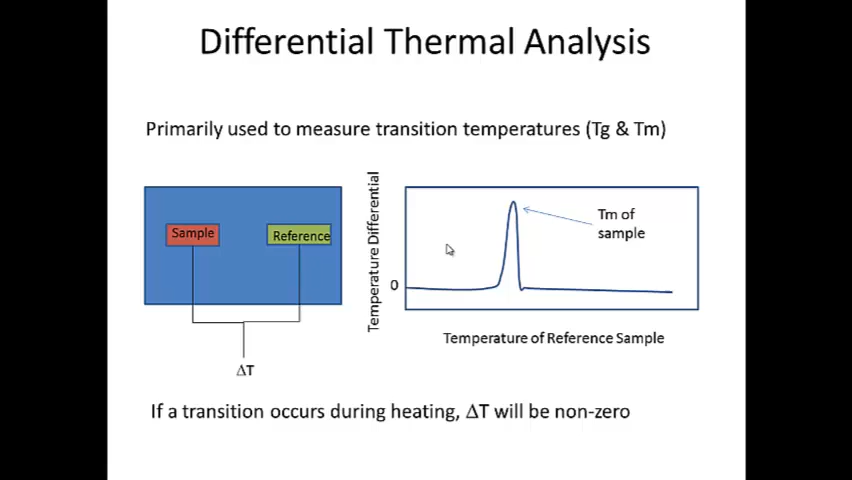 Differential Thermal Analysis
Primarily used to measure transition temperatures (Tg & Tm)
Sample
Reference
ΔT
Temperature Differential
0
Tm of
sample
Temperature of Reference Sample
If a transition occurs during heating, ΔT will be non-zero